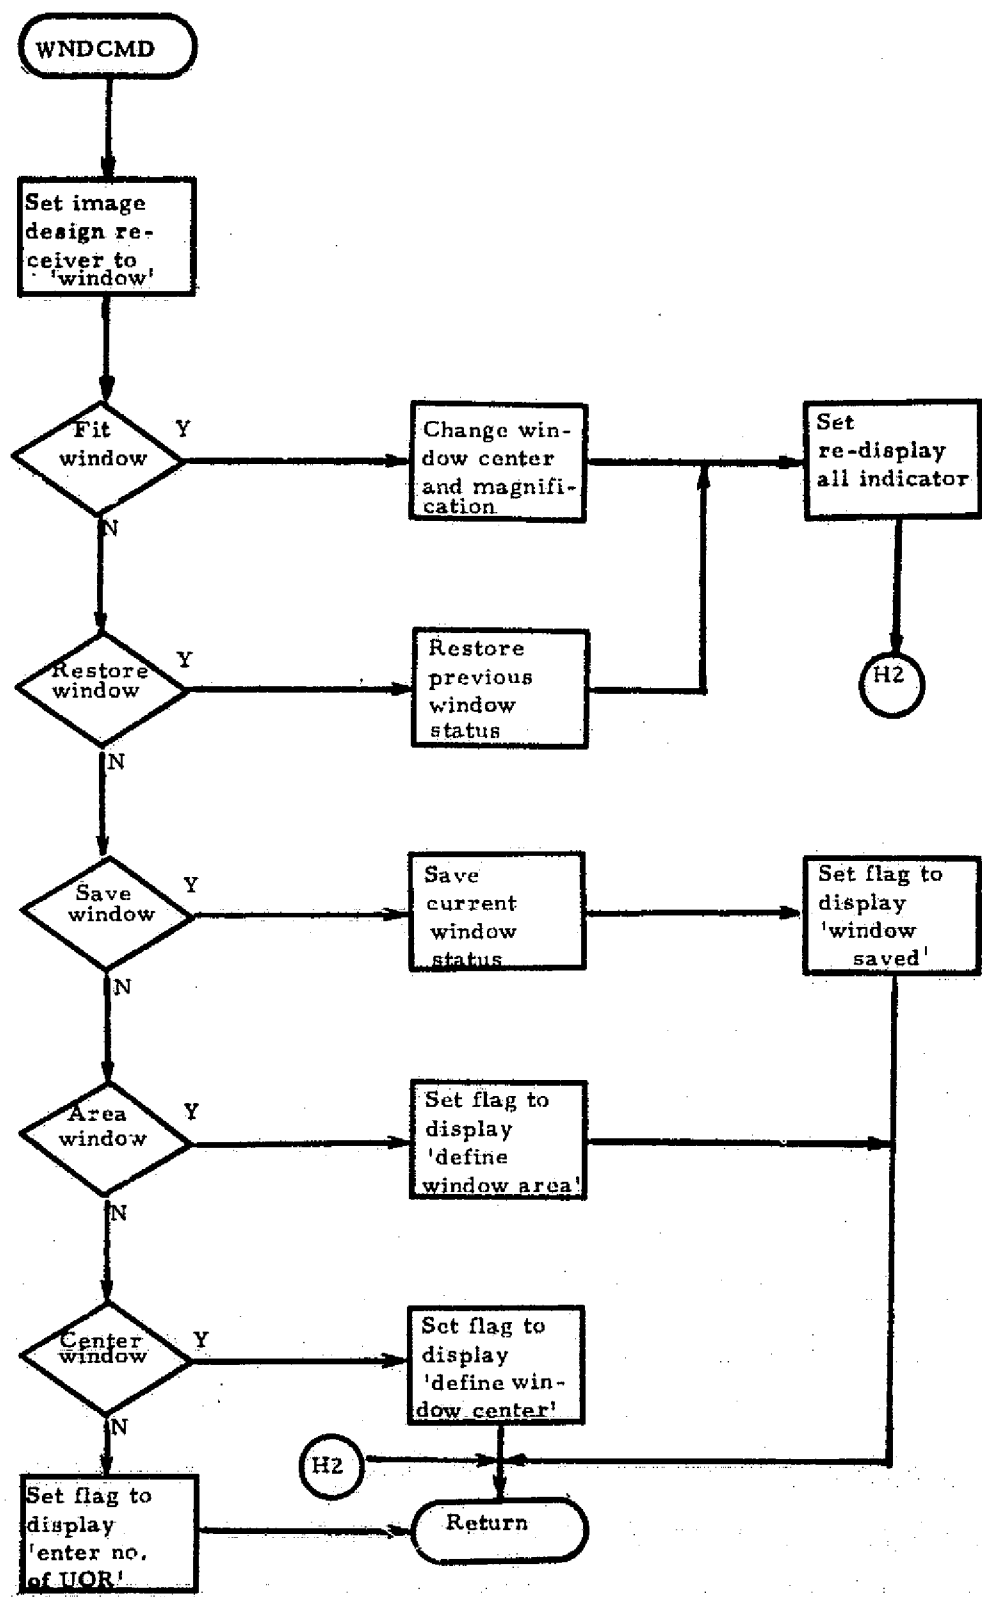 WNDCMD
Set image
design re-
ceiver to
'window'
Fit
window
Y
N
Change win-
dow center
and magnifi-
cation
Set
re-display
all indicator
H2
Restore
window
Y
N
Restore
previous
window
status
Save
window
Y
N
Save
current
window
status
Set flag to
display
'window
saved'
Area
window
Y
N
Set flag to
display
'define
window area'
Center
window
Y
N
Set flag to
display
'define win-
dow center'
H2
Set flag to
display
'enter no.
of UOR'
Return